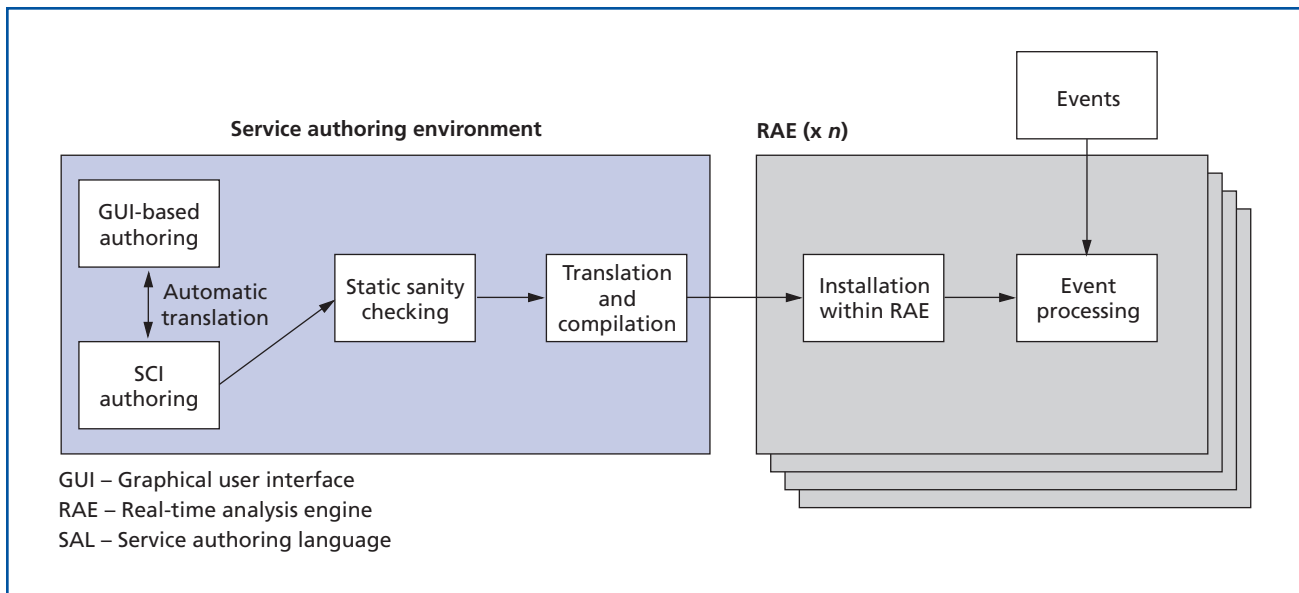 Events
Service authoring environment
RAE (x n)
GUI-based
authoring
Automatic
translation
SCI
authoring
Static sanity
checking
Translation
and
compilation
Installation
within RAE
Event
processing
GUI – Graphical user interface
RAE – Real-time analysis engine
SAL – Service authoring language